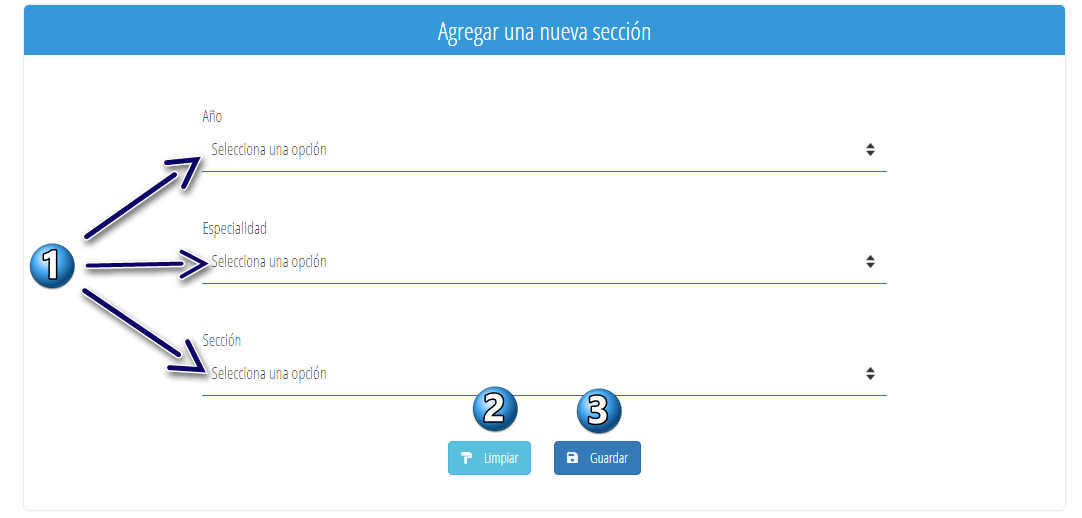 Agregar una nueva sección
Año
Selecciona una opción
Especialidad
1
Selecciona una opción
Sección
Selecciona una opción
2 3
Limpiar Guardar